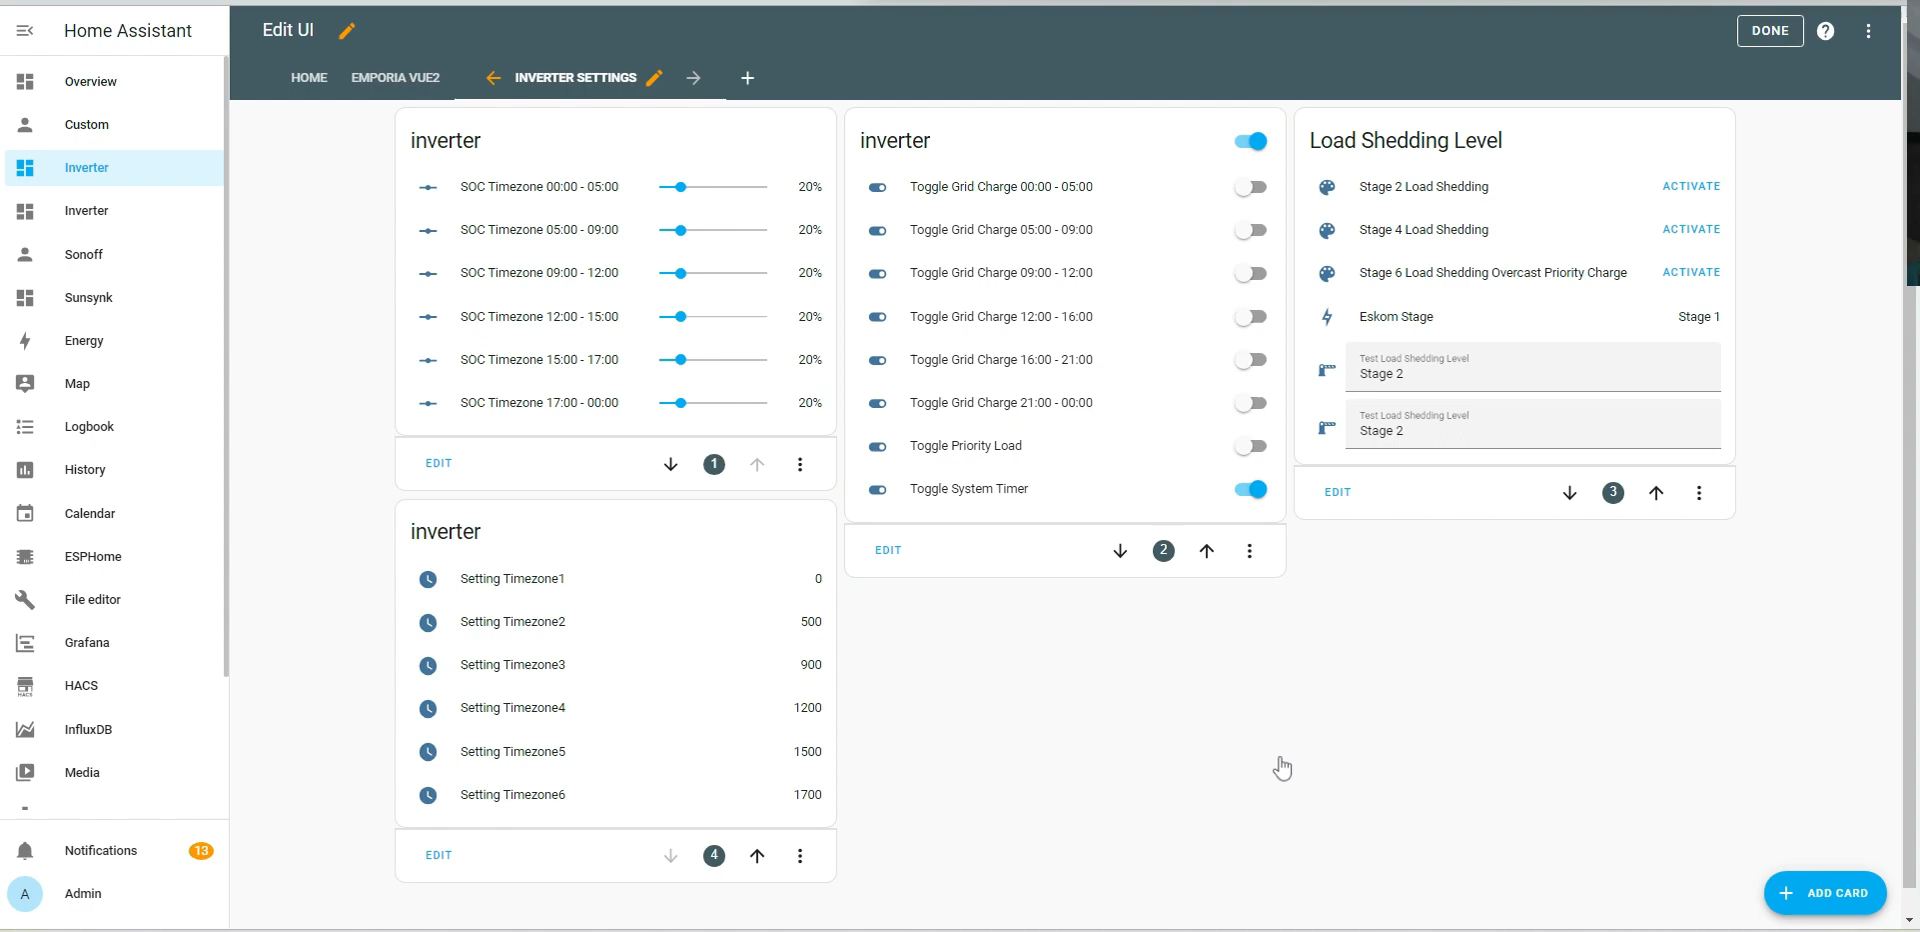 Home Assistant
Overview
Custom
Inverter
Inverter
Sonoff
Sunsynk
Energy
Map
Logbook
History
Calendar
ESPHome
File editor
Grafana
HACS
HACS
InfluxDB
Media
Notifications 13
A Admin
Edit UI
DONE
HOME EMPORIA VUE2 INVERTER SETTINGS
inverter
SOC Timezone 00:00 - 05:00 20%
SOC Timezone 05:00 - 09:00 20%
SOC Timezone 09:00 - 12:00 20%
SOC Timezone 12:00 - 15:00 20%
SOC Timezone 15:00 - 17:00 20%
SOC Timezone 17:00 - 00:00 20%
EDIT 1
inverter
Setting Timezone1 0
Setting Timezone2 500
Setting Timezone3 900
Setting Timezone4 1200
Setting Timezone5 1500
Setting Timezone6 1700
EDIT 4
inverter
Toggle Grid Charge 00:00 - 05:00
Toggle Grid Charge 05:00 - 09:00
Toggle Grid Charge 09:00 - 12:00
Toggle Grid Charge 12:00 - 16:00
Toggle Grid Charge 16:00 - 21:00
Toggle Grid Charge 21:00 - 00:00
Toggle Priority Load
Toggle System Timer
EDIT 2
Load Shedding Level
Stage 2 Load Shedding ACTIVATE
Stage 4 Load Shedding ACTIVATE
Stage 6 Load Shedding Overcast Priority Charge ACTIVATE
Eskom Stage Stage 1
Test Load Shedding Level
Stage 2
Test Load Shedding Level
Stage 2
EDIT 3
+ ADD CARD